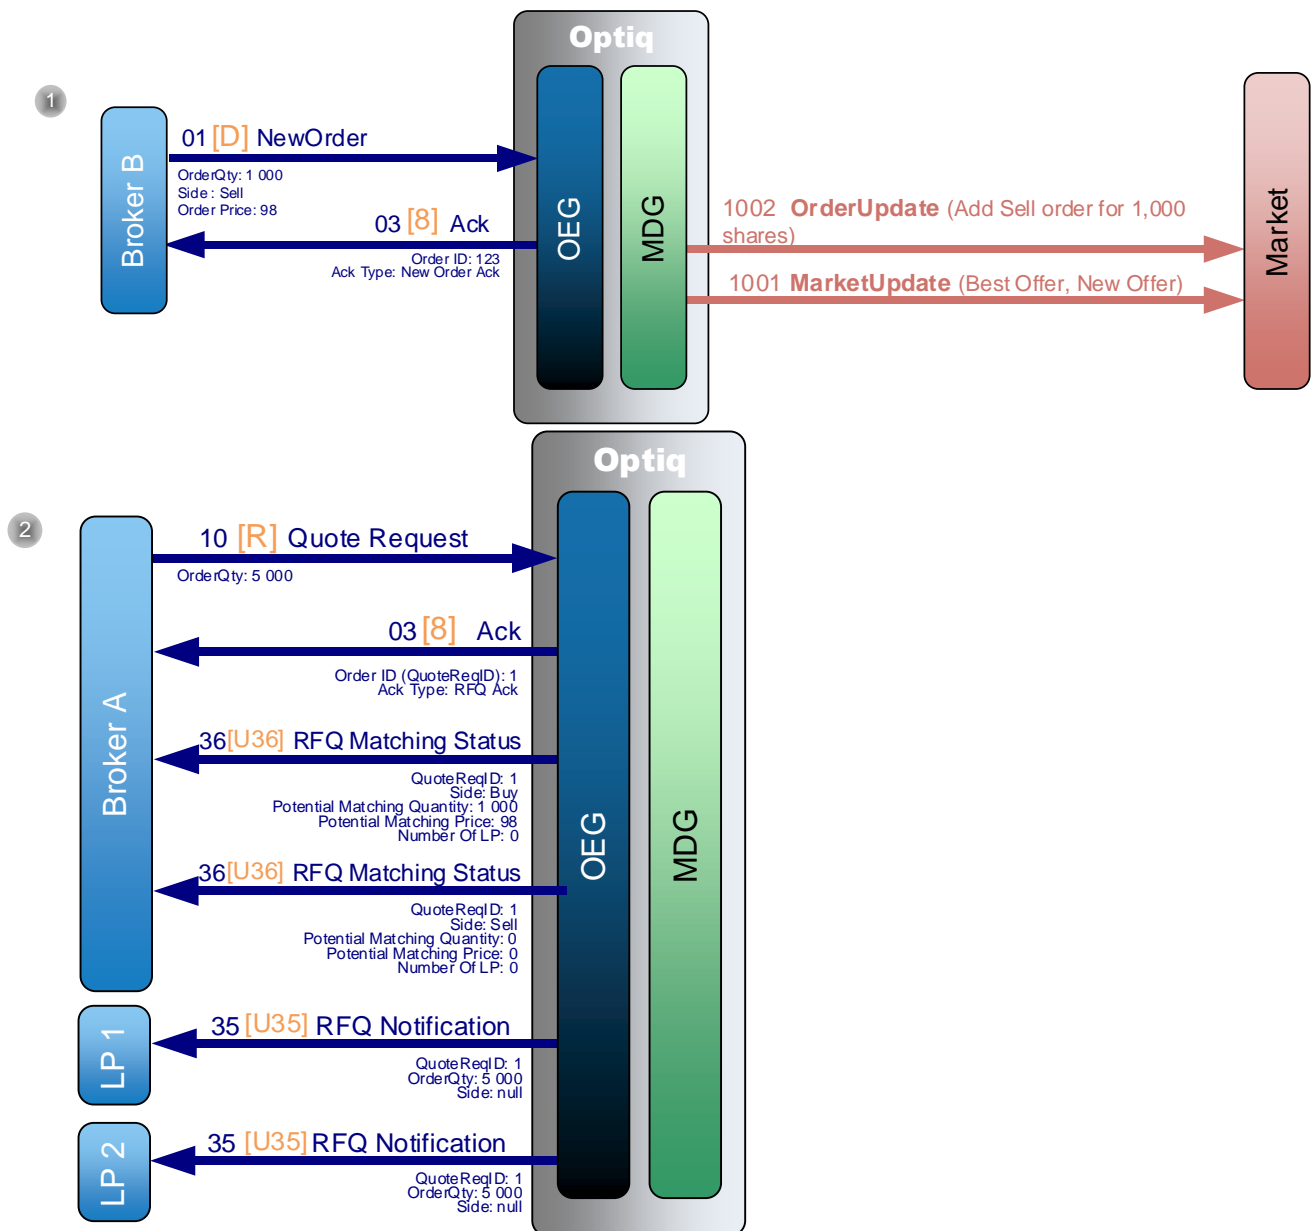 Optiq
1
01 [D] NewOrder
OrderQty: 1 000
Side : Sell
Order Price: 98
03 [8] Ack
Order ID: 123
Ack Type: New Order Ack
Broker B
OEG
MDG
1002 OrderUpdate (Add Sell order for 1,000
shares)
1001 MarketUpdate (Best Offer, New Offer)
Market
Optiq
2
10 [R] Quote Request
OrderQty: 5 000
03 [8] Ack
Order ID (QuoteReqID): 1
Ack Type: RFQ Ack
36 [U36] RFQ Matching Status
QuoteReqID: 1
Side: Buy
Potential Matching Quantity: 1 000
Potential Matching Price: 98
Number Of LP: 0
36 [U36] RFQ Matching Status
QuoteReqID: 1
Side: Sell
Potential Matching Quantity: 0
Potential Matching Price: 0
Number Of LP: 0
Broker A
OEG
MDG
35 [U35] RFQ Notification
QuoteReqID: 1
OrderQty: 5 000
Side: null
LP 1
35 [U35] RFQ Notification
QuoteReqID: 1
OrderQty: 5 000
Side: null
LP 2